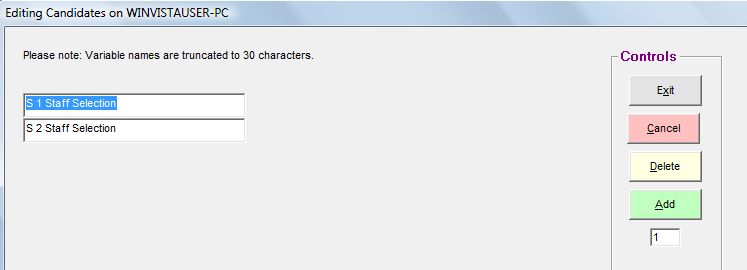 Editing Candidates on WINVISTAUSER-PC
Please note: Variable names are truncated to 30 characters.
S 1 Staff Selection
S 2 Staff Selection
Controls
Exit
Cancel
Delete
Add
1